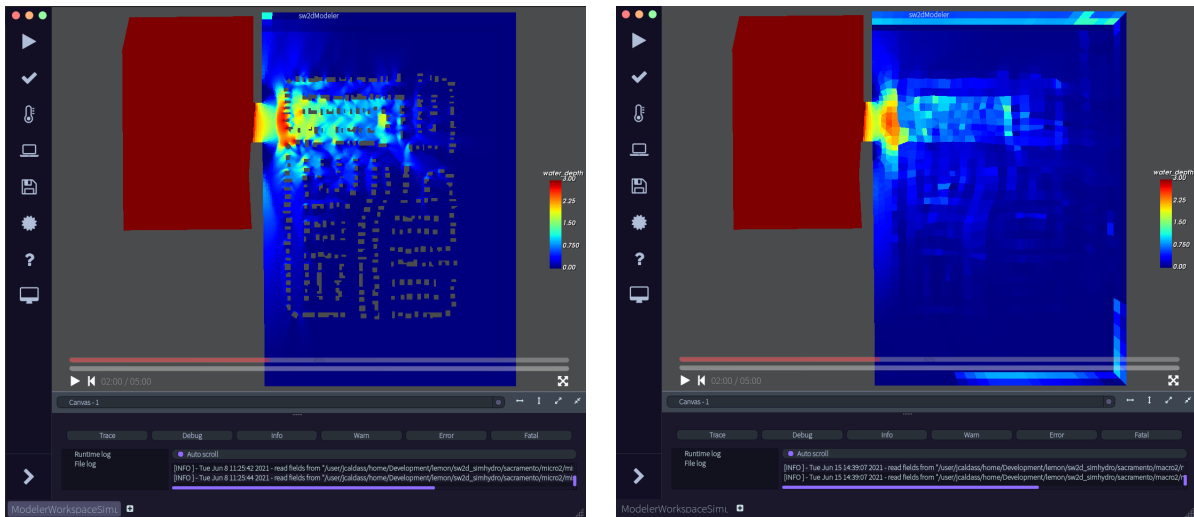 sw2dModeler
water_depth
3.00
2.25
1.50
0.750
0.00
?
02:00 / 05:00
Canvas - 1
Trace Debug Info Warn Error Fatal
Runtime log
File log
Auto scroll
[INFO ] - Tue Jun 8 11:25:42 2021 - read fields from "/user/jcaldass/home/Development/lemon/sw2d_simhydro/sacramento/micro2/mi
[INFO ] - Tue Jun 8 11:25:44 2021 - read fields from "/user/jcaldass/home/Development/lemon/sw2d_simhydro/sacramento/micro2/mi
ModelerWorkspaceSimu
sw2dModeler
water_depth
3.00
2.25
1.50
0.750
0.00
?
02:00 / 05:00
Canvas - 1
Trace Debug Info Warn Error Fatal
Runtime log
File log
Auto scroll
[INFO ] - Tue Jun 15 14:39:07 2021 - read fields from "/user/jcaldass/home/Development/lemon/sw2d_simhydro/sacramento/macro2/r
[INFO ] - Tue Jun 15 14:39:07 2021 - read fields from "/user/jcaldass/home/Development/lemon/sw2d_simhydro/sacramento/macro2/r
ModelerWorkspaceSimu